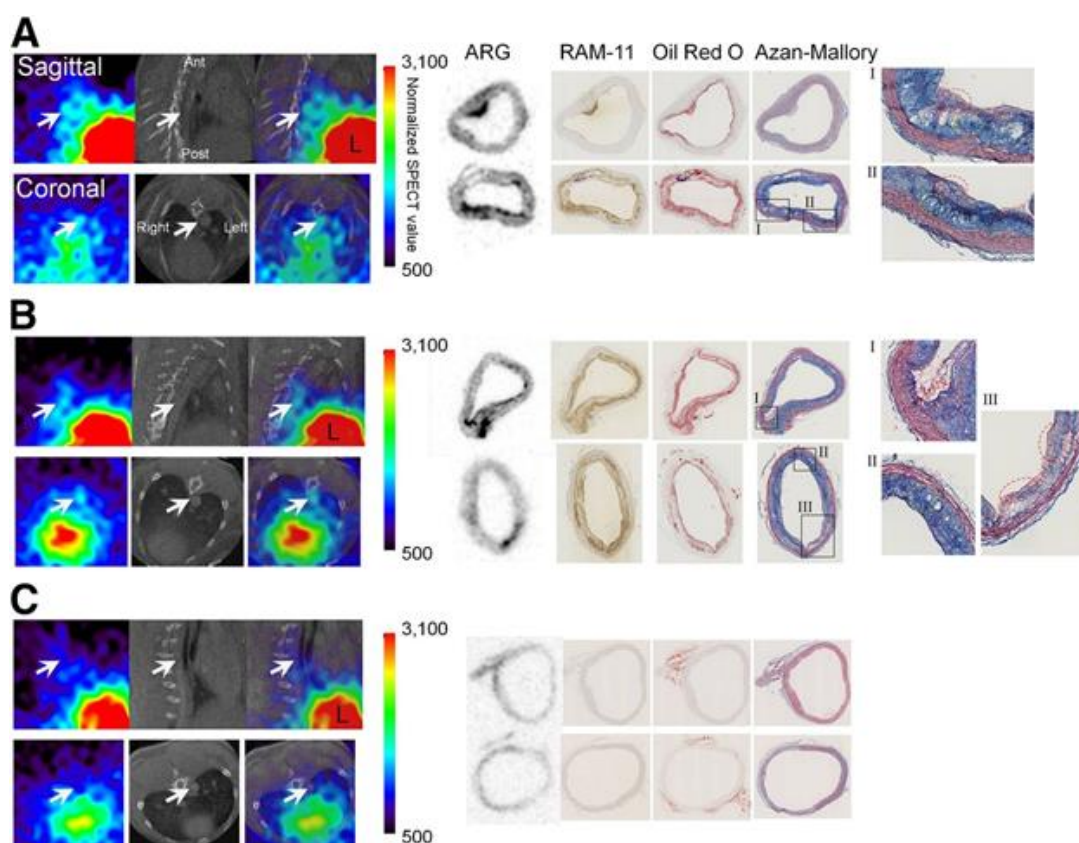 A
Sagittal
Ant
Post
L
Coronal
Right
Left
3,100
Normalized SPECT value
500
ARG
RAM-11
Oil Red O
Azan-Mallory
I
II
I
II
B
L
3,100
500
I
II
III
I
II
III
C
L
3,100
500